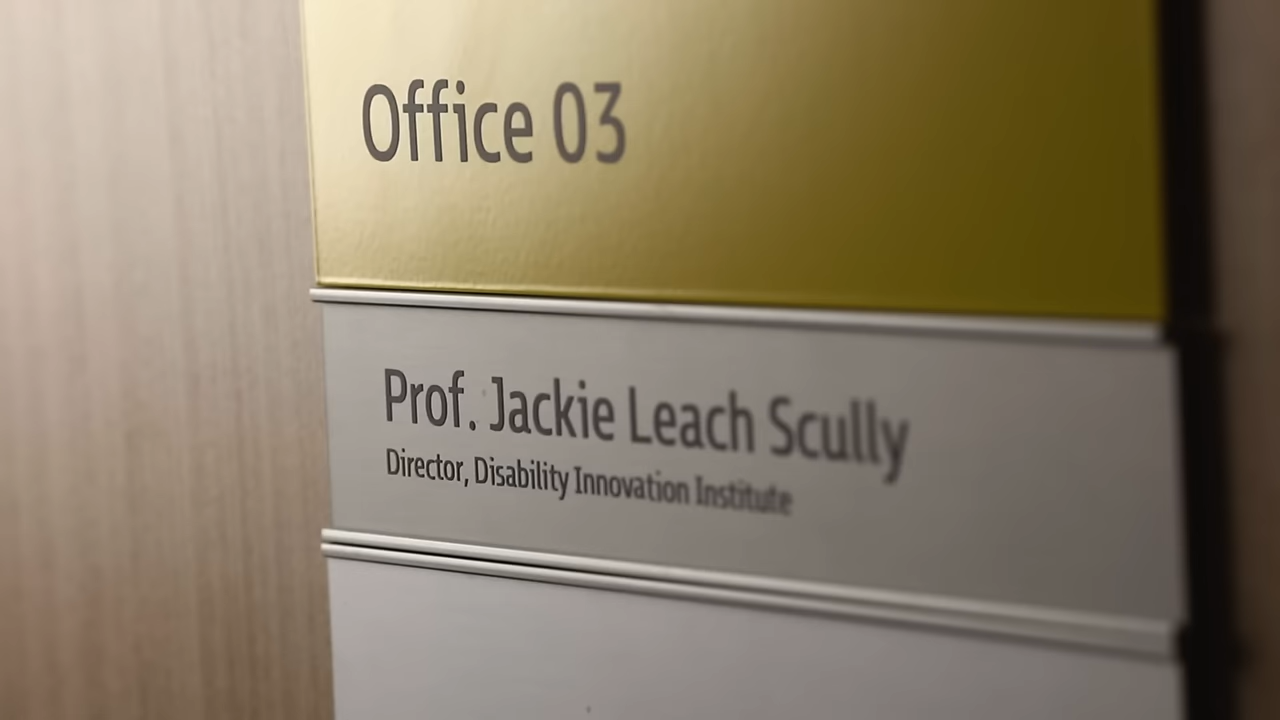 Office 03
Prof. Jackie Leach Scully
Director, Disability Innovation Institute